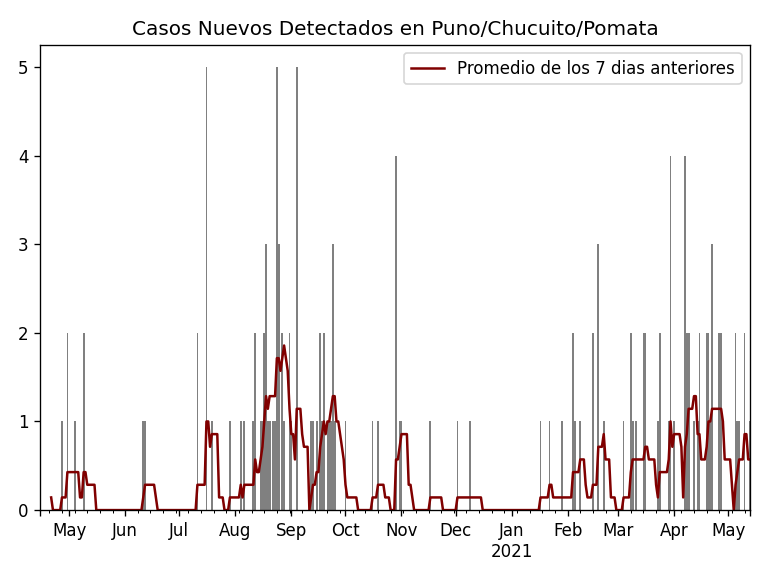 Casos Nuevos Detectados en Puno/Chucuito/Pomata
Promedio de los 7 dias anteriores
5
4
3
2
1
0
May Jun Jul Aug Sep Oct Nov Dec Jan Feb Mar Apr May
2021